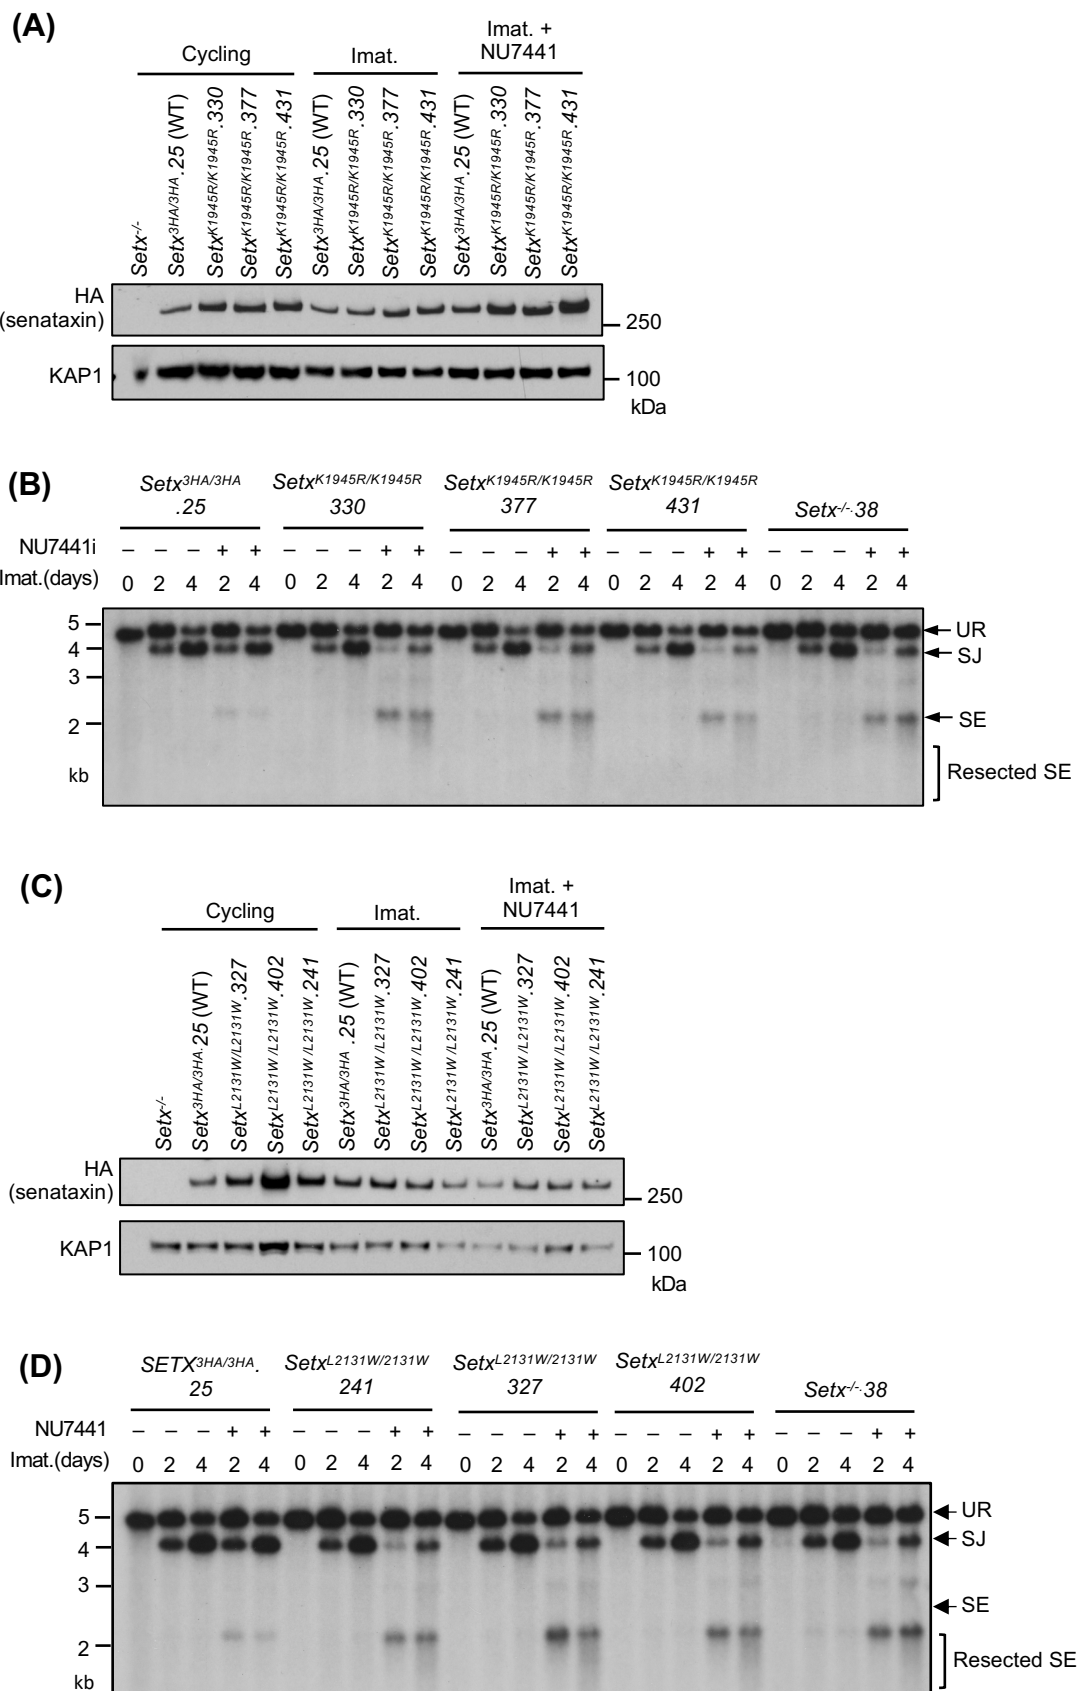 (A)
Cycling
Imat.
Imat. +
NU7441
Setx-/-
Setx3HA/3HA.25 (WT)
SetxK1945R/K1945R.330
SetxK1945R/K1945R.377
SetxK1945R/K1945R.431
Setx3HA/3HA.25 (WT)
SetxK1945R/K1945R.330
SetxK1945R/K1945R.377
SetxK1945R/K1945R.431
Setx3HA/3HA.25 (WT)
SetxK1945R/K1945R.330
SetxK1945R/K1945R.377
SetxK1945R/K1945R.431
HA
(senataxin)
250
KAP1
100
kDa
(B)
Setx3HA/3HA
.25
SetxK1945R/K1945R
330
SetxK1945R/K1945R
377
SetxK1945R/K1945R
431
Setx-/-.38
NU7441i – – – + + – – – + + – – – + + – – – + + – – – + +
Imat.(days) 0 2 4 2 4 0 2 4 2 4 0 2 4 2 4 0 2 4 2 4 0 2 4 2 4
5
4
3
2
kb
UR
SJ
SE
Resected SE
(C)
Cycling
Imat.
Imat. +
NU7441
Setx-/-
Setx3HA/3HA.25 (WT)
SetxL2131W/L2131W.327
SetxL2131W/L2131W.402
SetxL2131W/L2131W.241
Setx3HA/3HA .25 (WT)
SetxL2131W/L2131W.327
SetxL2131W/L2131W.402
SetxL2131W/L2131W.241
Setx3HA/3HA.25 (WT)
SetxL2131W/L2131W.327
SetxL2131W/L2131W.402
SetxL2131W/L2131W.241
HA
(senataxin)
250
KAP1
100
kDa
(D)
SETX3HA/3HA.
25
SetxL2131W/2131W
241
SetxL2131W/2131W
327
SetxL2131W/2131W
402
Setx-/-.38
NU7441 – – – + + – – – + + – – – + + – – – + + – – – + +
Imat.(days) 0 2 4 2 4 0 2 4 2 4 0 2 4 2 4 0 2 4 2 4 0 2 4 2 4
5
4
3
2
kb
UR
SJ
SE
Resected SE